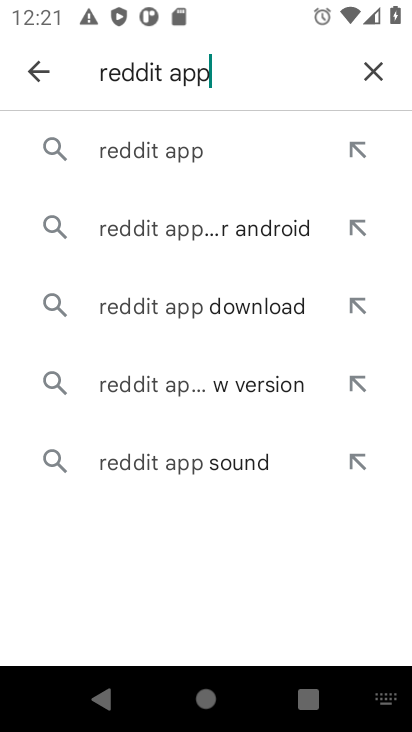 12:21
reddit app
reddit app
reddit app...r android
reddit app download
reddit ap... w version
reddit app sound